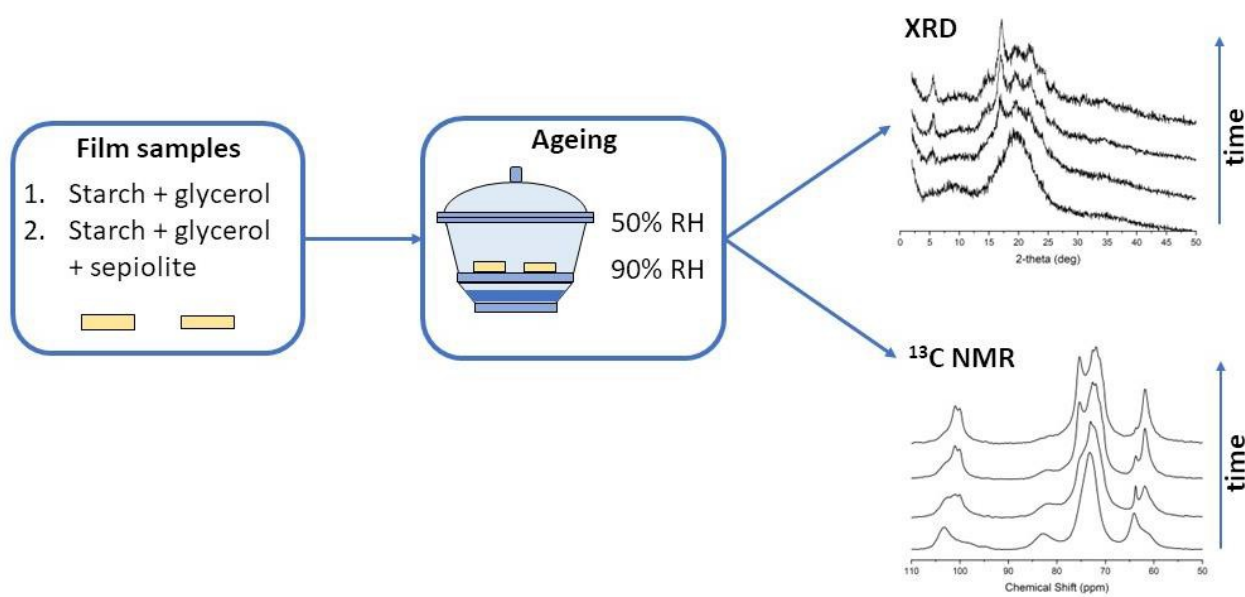 Film samples
1. Starch + glycerol
2. Starch + glycerol
+ sepiolite
Ageing
50% RH
90% RH
XRD
time
0 5 10 15 20 25 30 35 40 45 50
2-theta (deg)
¹³C NMR
time
110 100 90 80 70 60 50
Chemical Shift (ppm)